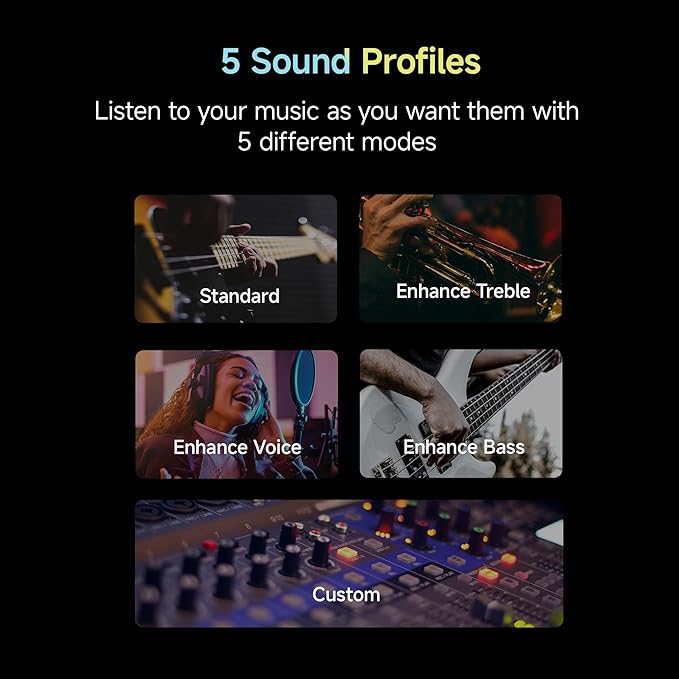 5 Sound Profiles
Listen to your music as you want them with
5 different modes
Standard
Enhance Treble
Enhance Voice
Enhance Bass
Custom